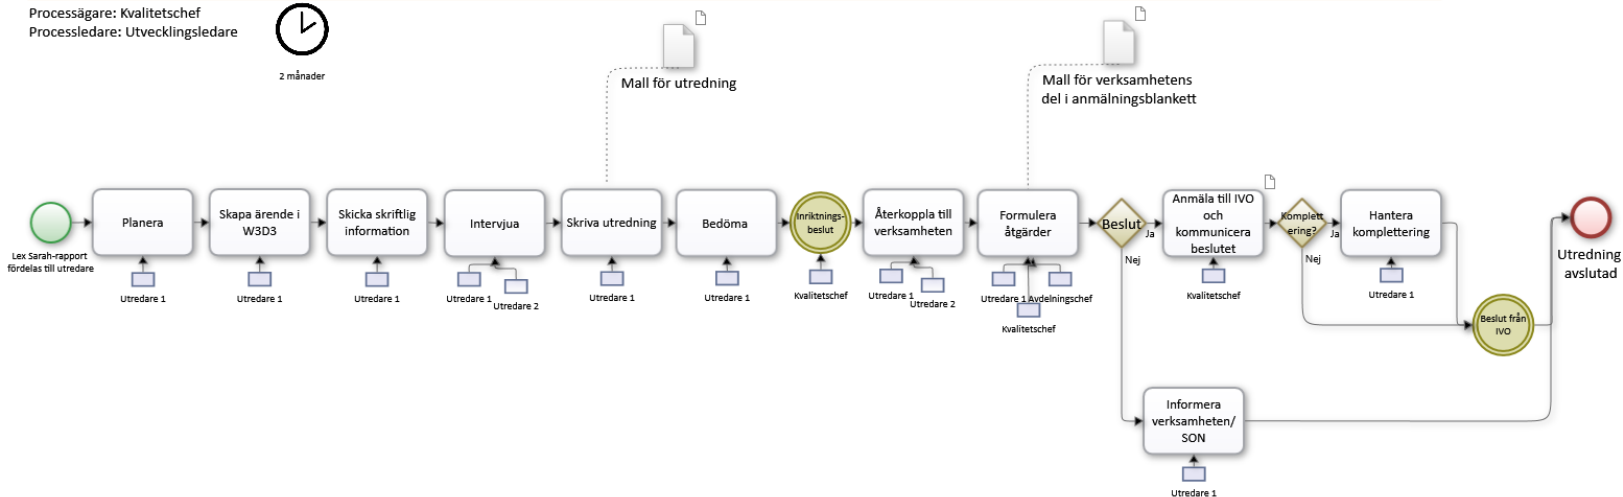 Processägare: Kvalitetschef
Processledare: Utvecklingsledare
2 månader
Mall för utredning
Mall för verksamhetens
del i anmälningsblankett
Lex Sarah-rapport
fördelas till utredare
Planera
Utredare 1
Skapa ärende i
W3D3
Utredare 1
Skicka skriftlig
information
Utredare 1
Intervjua
Utredare 1
Utredare 2
Skriva utredning
Utredare 1
Bedöma
Utredare 1
Inriktnings-
beslut
Kvalitetschef
Återkoppla till
verksamheten
Utredare 1
Utredare 2
Formulera
åtgärder
Utredare 1
Avdelningschef
Kvalitetschef
Beslut
Ja
Nej
Anmäla till IVO
och
kommunicera
beslutet
Kvalitetschef
Komplett
ering?
Ja
Nej
Hantera
komplettering
Utredare 1
Beslut från
IVO
Utredning
avslutad
Informera
verksamheten/
SON
Utredare 1